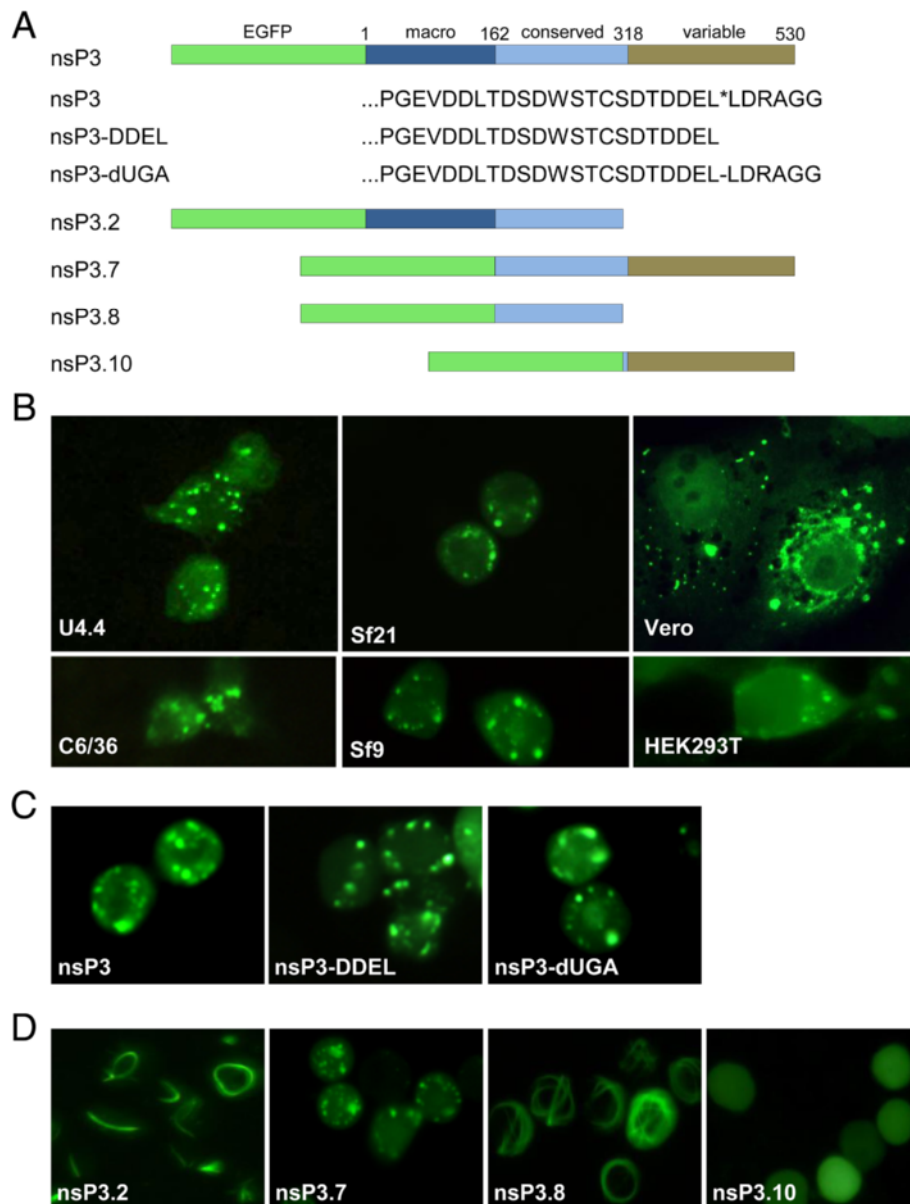 A
EGFP 1 macro 162 conserved 318 variable 530
nsP3
nsP3 ...PGEVDDLTDSDWSTCSDTDDEL*LDRAGG
nsP3-DDEL ...PGEVDDLTDSDWSTCSDTDDEL
nsP3-dUGA ...PGEVDDLTDSDWSTCSDTDDEL-LDRAGG
nsP3.2
nsP3.7
nsP3.8
nsP3.10
B
U4.4 Sf21 Vero
C6/36 Sf9 HEK293T
C
nsP3 nsP3-DDEL nsP3-dUGA
D
nsP3.2 nsP3.7 nsP3.8 nsP3.10